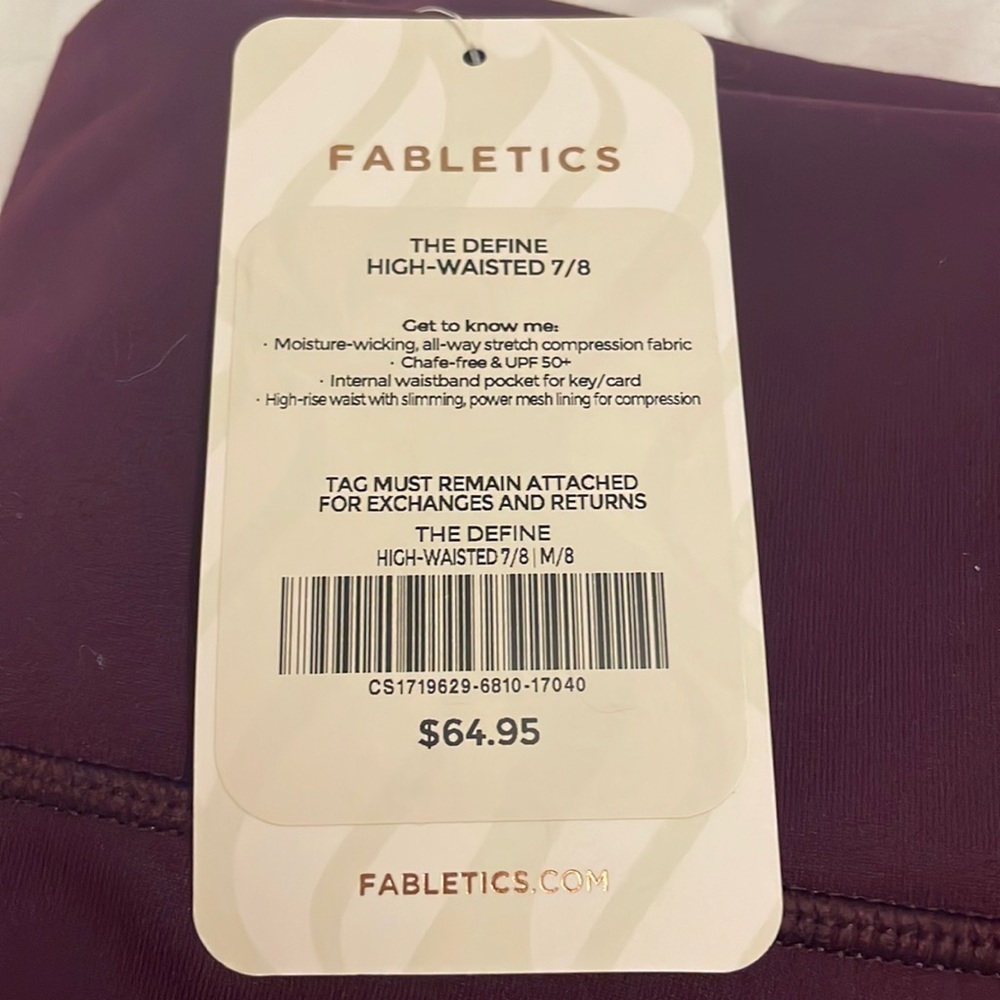 FABLETICS
THE DEFINE
HIGH-WAISTED 7/8
Get to know me:
· Moisture-wicking, all-way stretch compression fabric
· Chafe-free & UPF 50+
· Internal waistband pocket for key/card
· High-rise waist with slimming, power mesh lining for compression
TAG MUST REMAIN ATTACHED
FOR EXCHANGES AND RETURNS
THE DEFINE
HIGH-WAISTED 7/8 | M/8
CS1719629-6810-17040
$64.95
FABLETICS.COM